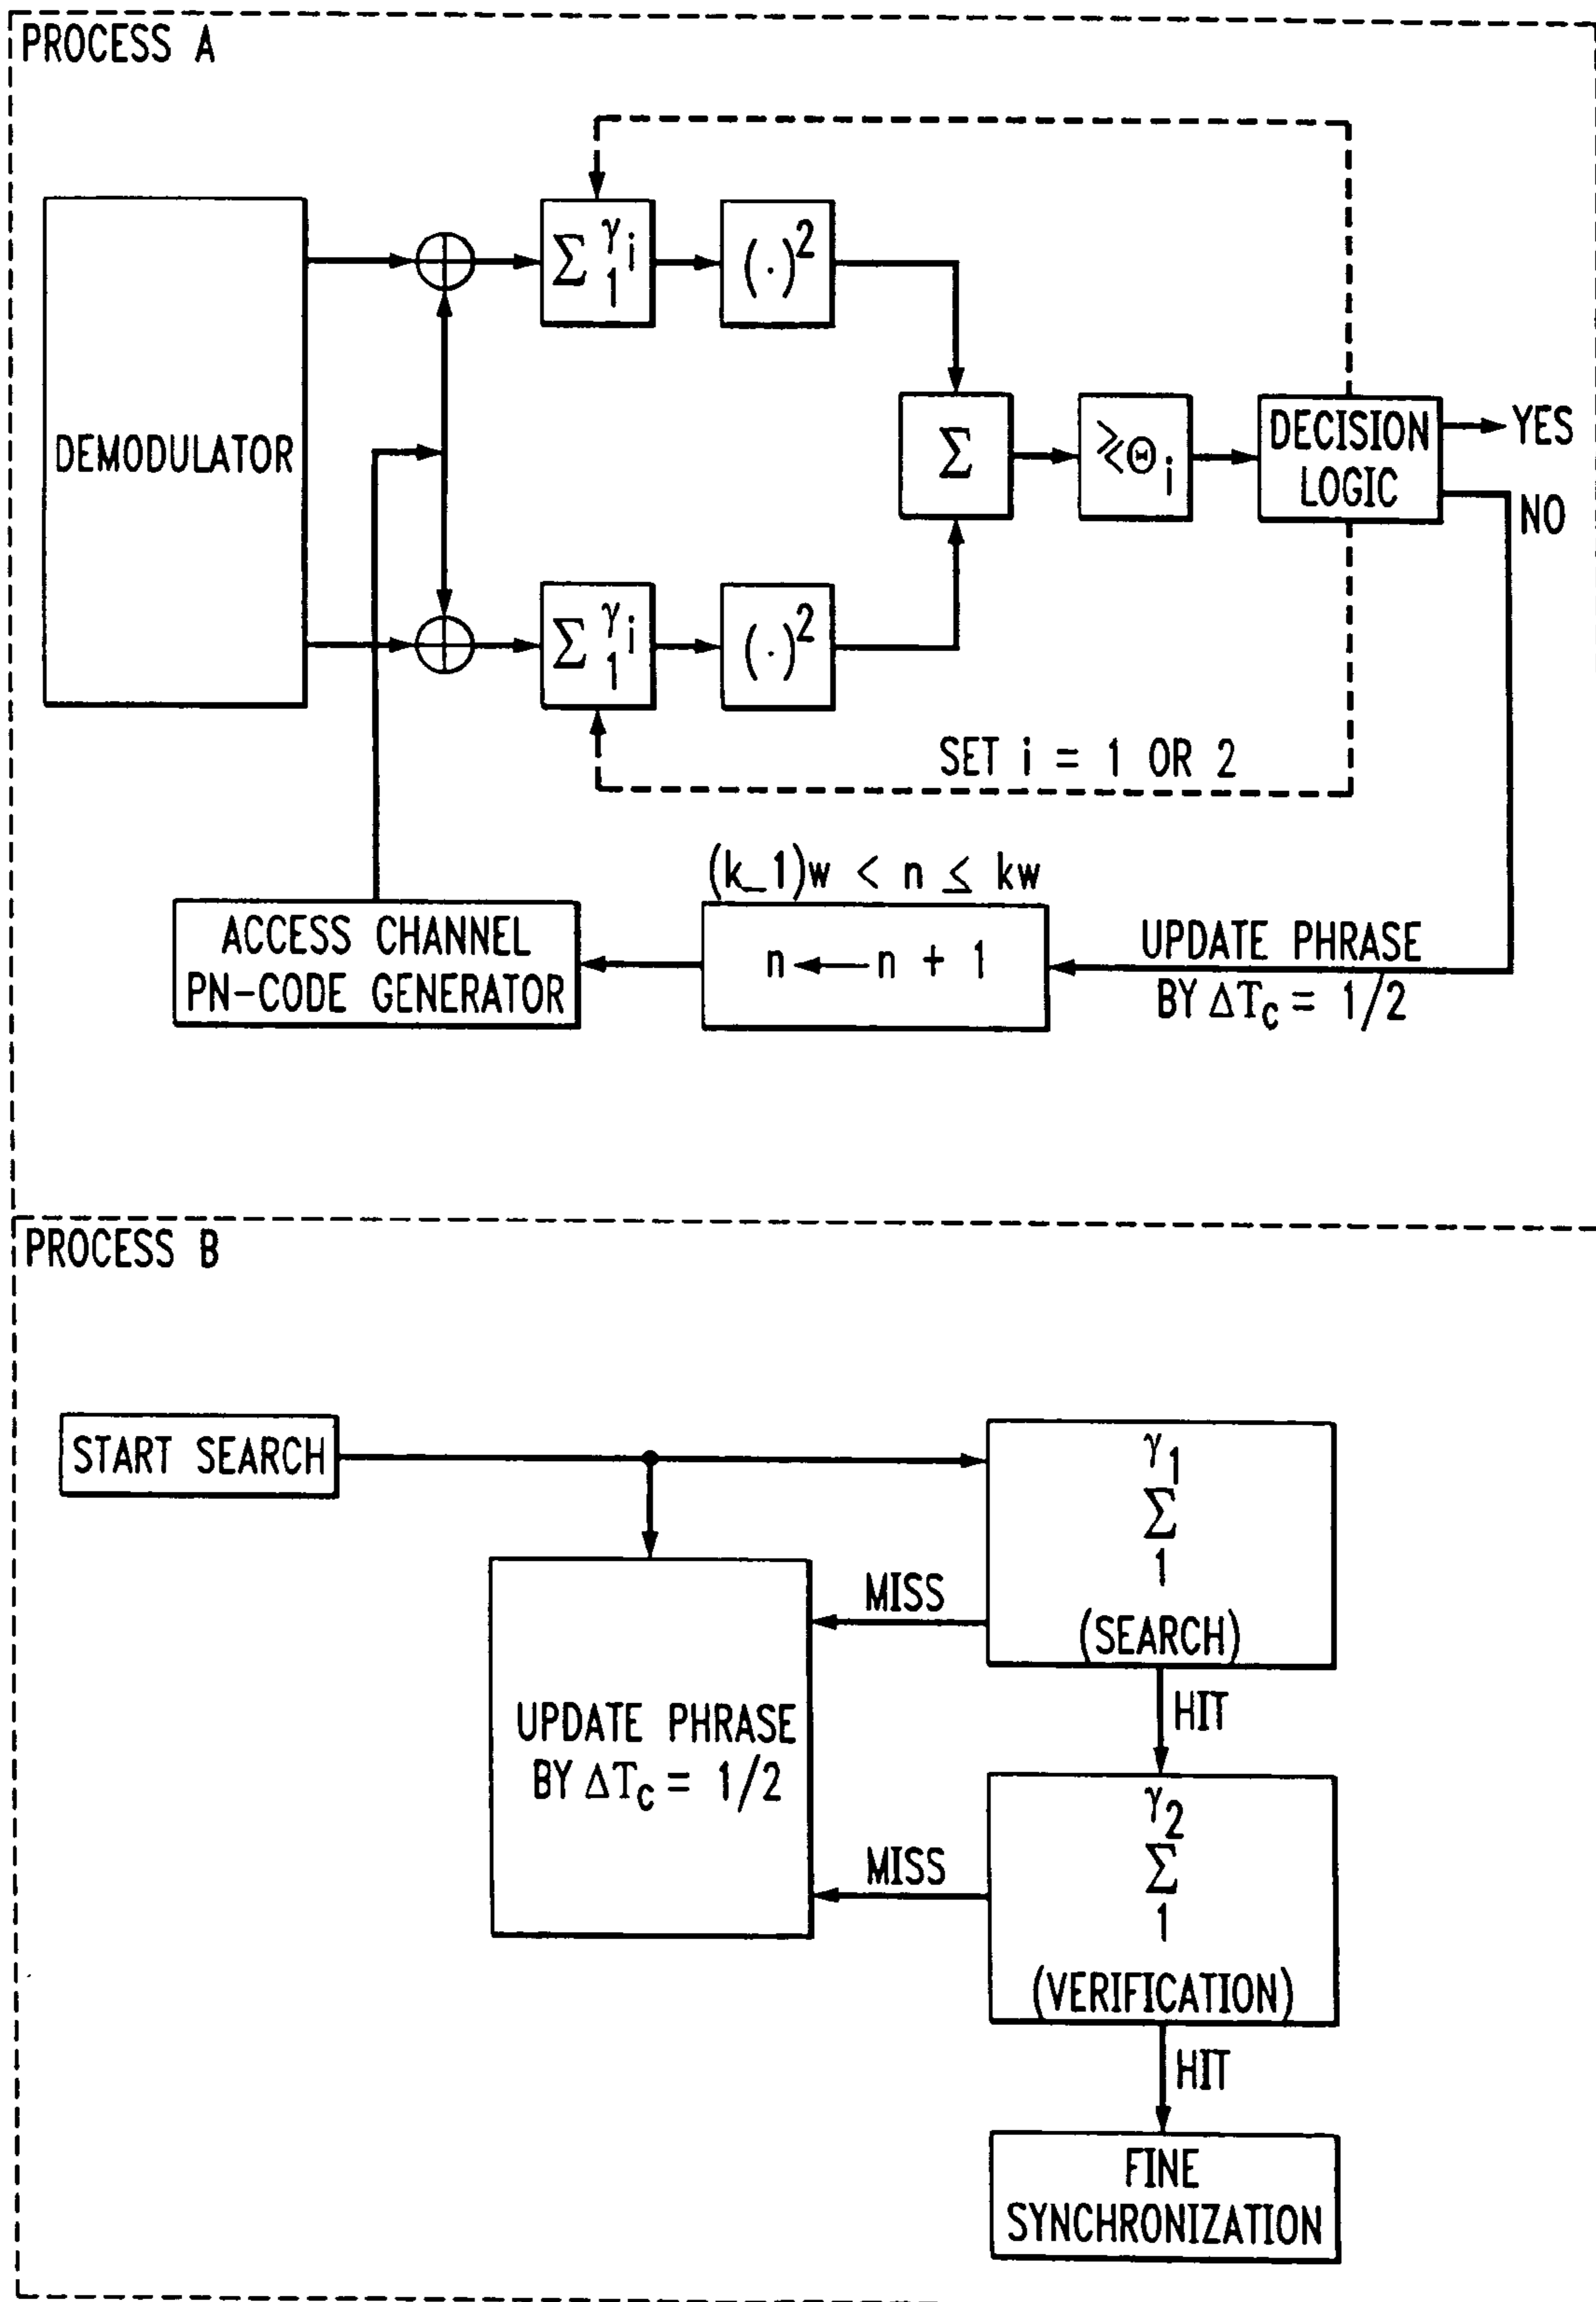 PROCESS A
Σ γi 1
(·)2
DEMODULATOR
Σ
≷Θi
DECISION
LOGIC
YES
NO
Σ γi 1
(·)2
SET i = 1 OR 2
(k_1)w < n ≤ kw
ACCESS CHANNEL
PN-CODE GENERATOR
n ← n + 1
UPDATE PHRASE
BY ΔTc = 1/2
PROCESS B
START SEARCH
γ1
Σ
1
(SEARCH)
MISS
HIT
UPDATE PHRASE
BY ΔTc = 1/2
γ2
Σ
1
(VERIFICATION)
MISS
HIT
FINE
SYNCHRONIZATION